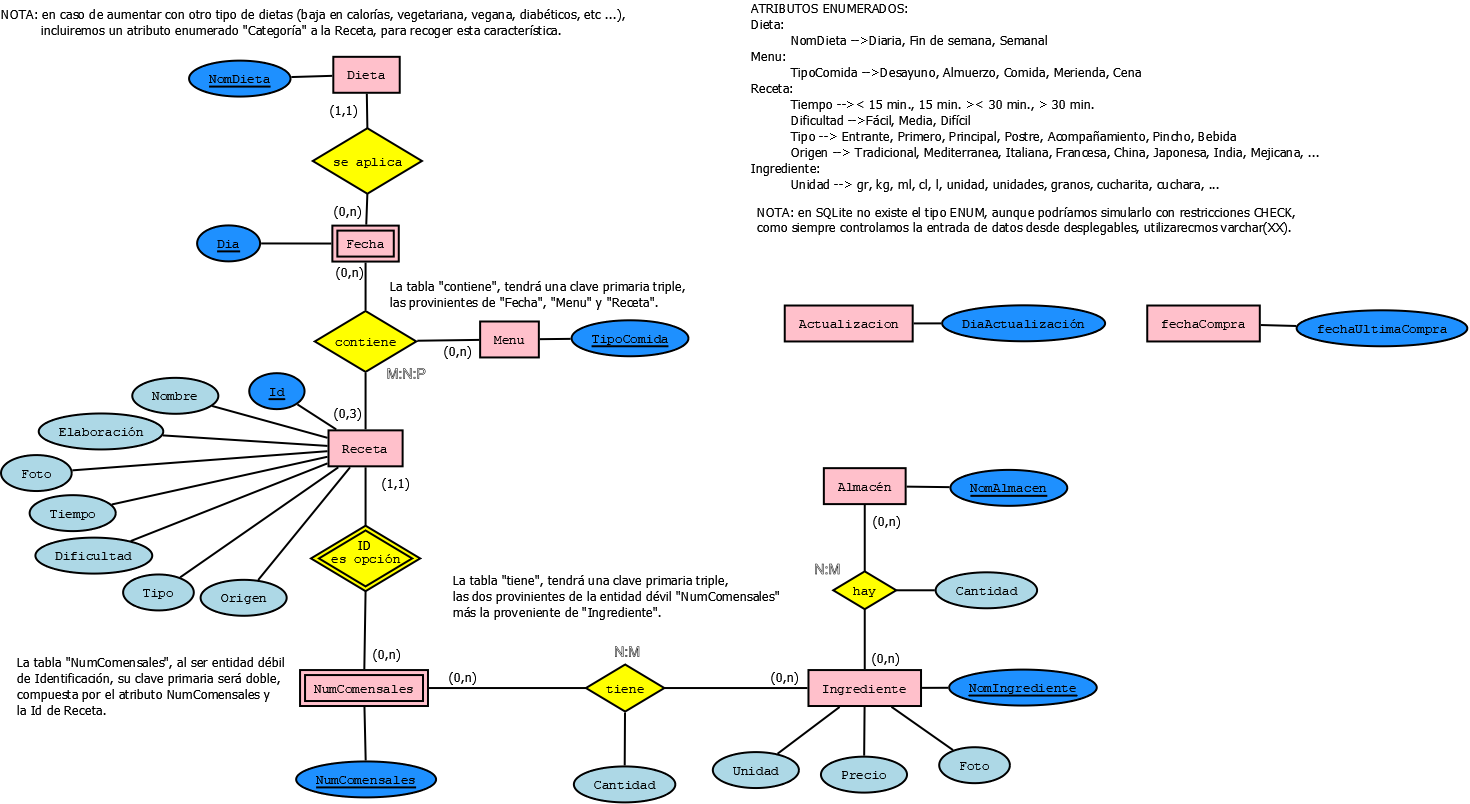 NOTA: en caso de aumentar con otro tipo de dietas (baja en calorías, vegetariana, vegana, diabéticos, etc ...),
incluiremos un atributo enumerado "Categoría" a la Receta, para recoger esta característica.
ATRIBUTOS ENUMERADOS:
Dieta:
NomDieta -->Diaria, Fin de semana, Semanal
Menu:
TipoComida -->Desayuno, Almuerzo, Comida, Merienda, Cena
Receta:
Tiempo --> < 15 min., 15 min. >< 30 min., > 30 min.
Dificultad -->Fácil, Media, Difícil
Tipo --> Entrante, Primero, Principal, Postre, Acompañamiento, Pincho, Bebida
Origen --> Tradicional, Mediterranea, Italiana, Francesa, China, Japonesa, India, Mejicana, ...
Ingrediente:
Unidad --> gr, kg, ml, cl, l, unidad, unidades, granos, cucharita, cuchara, ...
NOTA: en SQLite no existe el tipo ENUM, aunque podríamos simularlo con restricciones CHECK,
como siempre controlamos la entrada de datos desde desplegables, utilizarecmos varchar(XX).
NomDieta
Dieta
(1,1)
se aplica
(0,n)
Dia
Fecha
(0,n)
La tabla "contiene", tendrá una clave primaria triple,
las provinientes de "Fecha", "Menu" y "Receta".
contiene
(0,n)
Menu
TipoComida
M:N:P
Actualizacion
DiaActualización
fechaCompra
fechaUltimaCompra
Nombre
Id
(0,3)
Elaboración
Receta
Foto
(1,1)
Tiempo
Dificultad
Tipo
Origen
ID
es opción
Almacén
NomAlmacen
(0,n)
N:M
hay
Cantidad
(0,n)
La tabla "tiene", tendrá una clave primaria triple,
las dos provinientes de la entidad dévil "NumComensales"
más la proveniente de "Ingrediente".
La tabla "NumComensales", al ser entidad débil
de Identificación, su clave primaria será doble,
compuesta por el atributo NumComensales y
la Id de Receta.
(0,n)
NumComensales
(0,n)
N:M
tiene
(0,n)
Ingrediente
NomIngrediente
NumComensales
Cantidad
Unidad
Precio
Foto